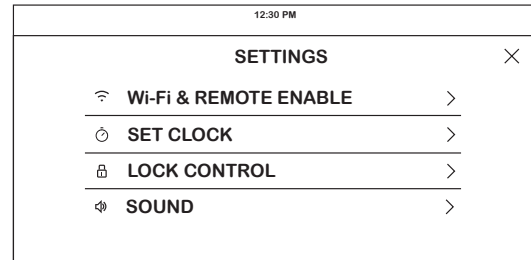 12:30 PM
SETTINGS
Wi-Fi & REMOTE ENABLE
SET CLOCK
LOCK CONTROL
SOUND